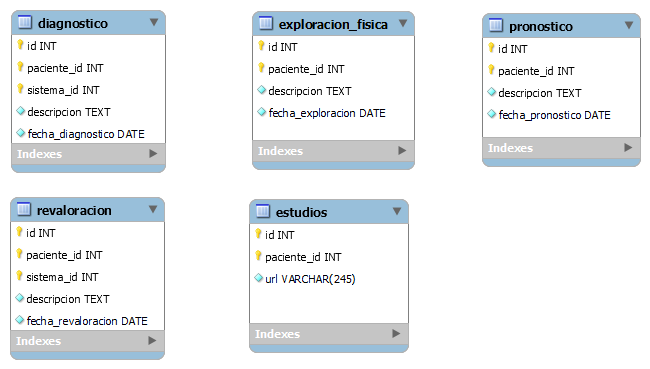 diagnostico
id INT
paciente_id INT
sistema_id INT
descripcion TEXT
fecha_diagnostico DATE
Indexes
exploracion_fisica
id INT
paciente_id INT
descripcion TEXT
fecha_exploracion DATE
Indexes
pronostico
id INT
paciente_id INT
descripcion TEXT
fecha_pronostico DATE
Indexes
revaloracion
id INT
paciente_id INT
sistema_id INT
descripcion TEXT
fecha_revaloracion DATE
Indexes
estudios
id INT
paciente_id INT
url VARCHAR(245)
Indexes